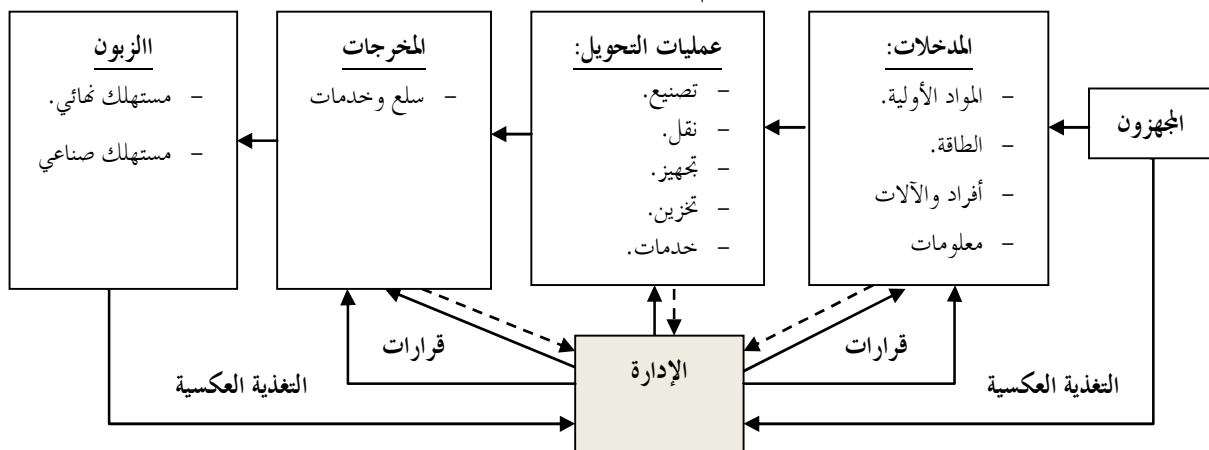 المجهزون
المدخلات:
– المواد الأولية.
– الطاقة.
– أفراد والآلات
– معلومات
عمليات التحويل:
– تصنيع.
– نقل.
– تجهيز.
– تخزين.
– خدمات.
المخرجات
– سلع وخدمات
االزبون
– مستهلك نهائي.
– مستهلك صناعي
قرارات
الإدارة
قرارات
التغذية العكسية
التغذية العكسية